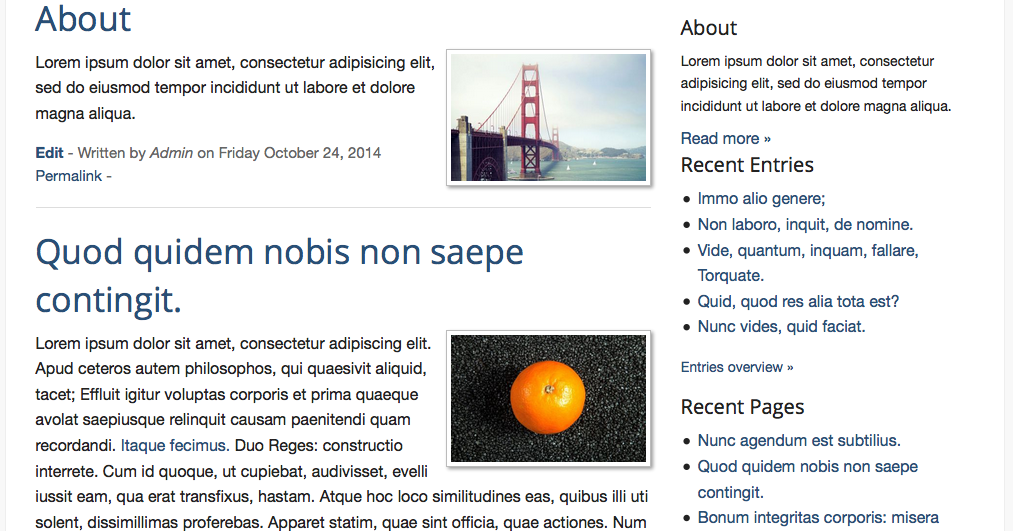 About
Lorem ipsum dolor sit amet, consectetur adipisicing elit,
sed do eiusmod tempor incididunt ut labore et dolore
magna aliqua.
Edit - Written by Admin on Friday October 24, 2014
Permalink -
Quod quidem nobis non saepe
contingit.
Lorem ipsum dolor sit amet, consectetur adipiscing elit.
Apud ceteros autem philosophos, qui quaesivit aliquid,
tacet; Effluit igitur voluptas corporis et prima quaeque
avolat saepiusque relinquit causam paenitendi quam
recordandi. Itaque fecimus. Duo Reges: constructio
interrete. Cum id quoque, ut cupiebat, audivisset, evelli
iussit eam, qua erat transfixus, hastam. Atque hoc loco similitudines eas, quibus illi uti
solent, dissimillimas proferebas. Apparet statim, quae sint officia, quae actiones. Num
About
Lorem ipsum dolor sit amet, consectetur
adipisicing elit, sed do eiusmod tempor
incididunt ut labore et dolore magna aliqua.
Read more »
Recent Entries
• Immo alio genere;
• Non laboro, inquit, de nomine.
• Vide, quantum, inquam, fallare,
Torquate.
• Quid, quod res alia tota est?
• Nunc vides, quid faciat.
Entries overview »
Recent Pages
• Nunc agendum est subtilius.
• Quod quidem nobis non saepe
contingit.
• Bonum integritas corporis: misera